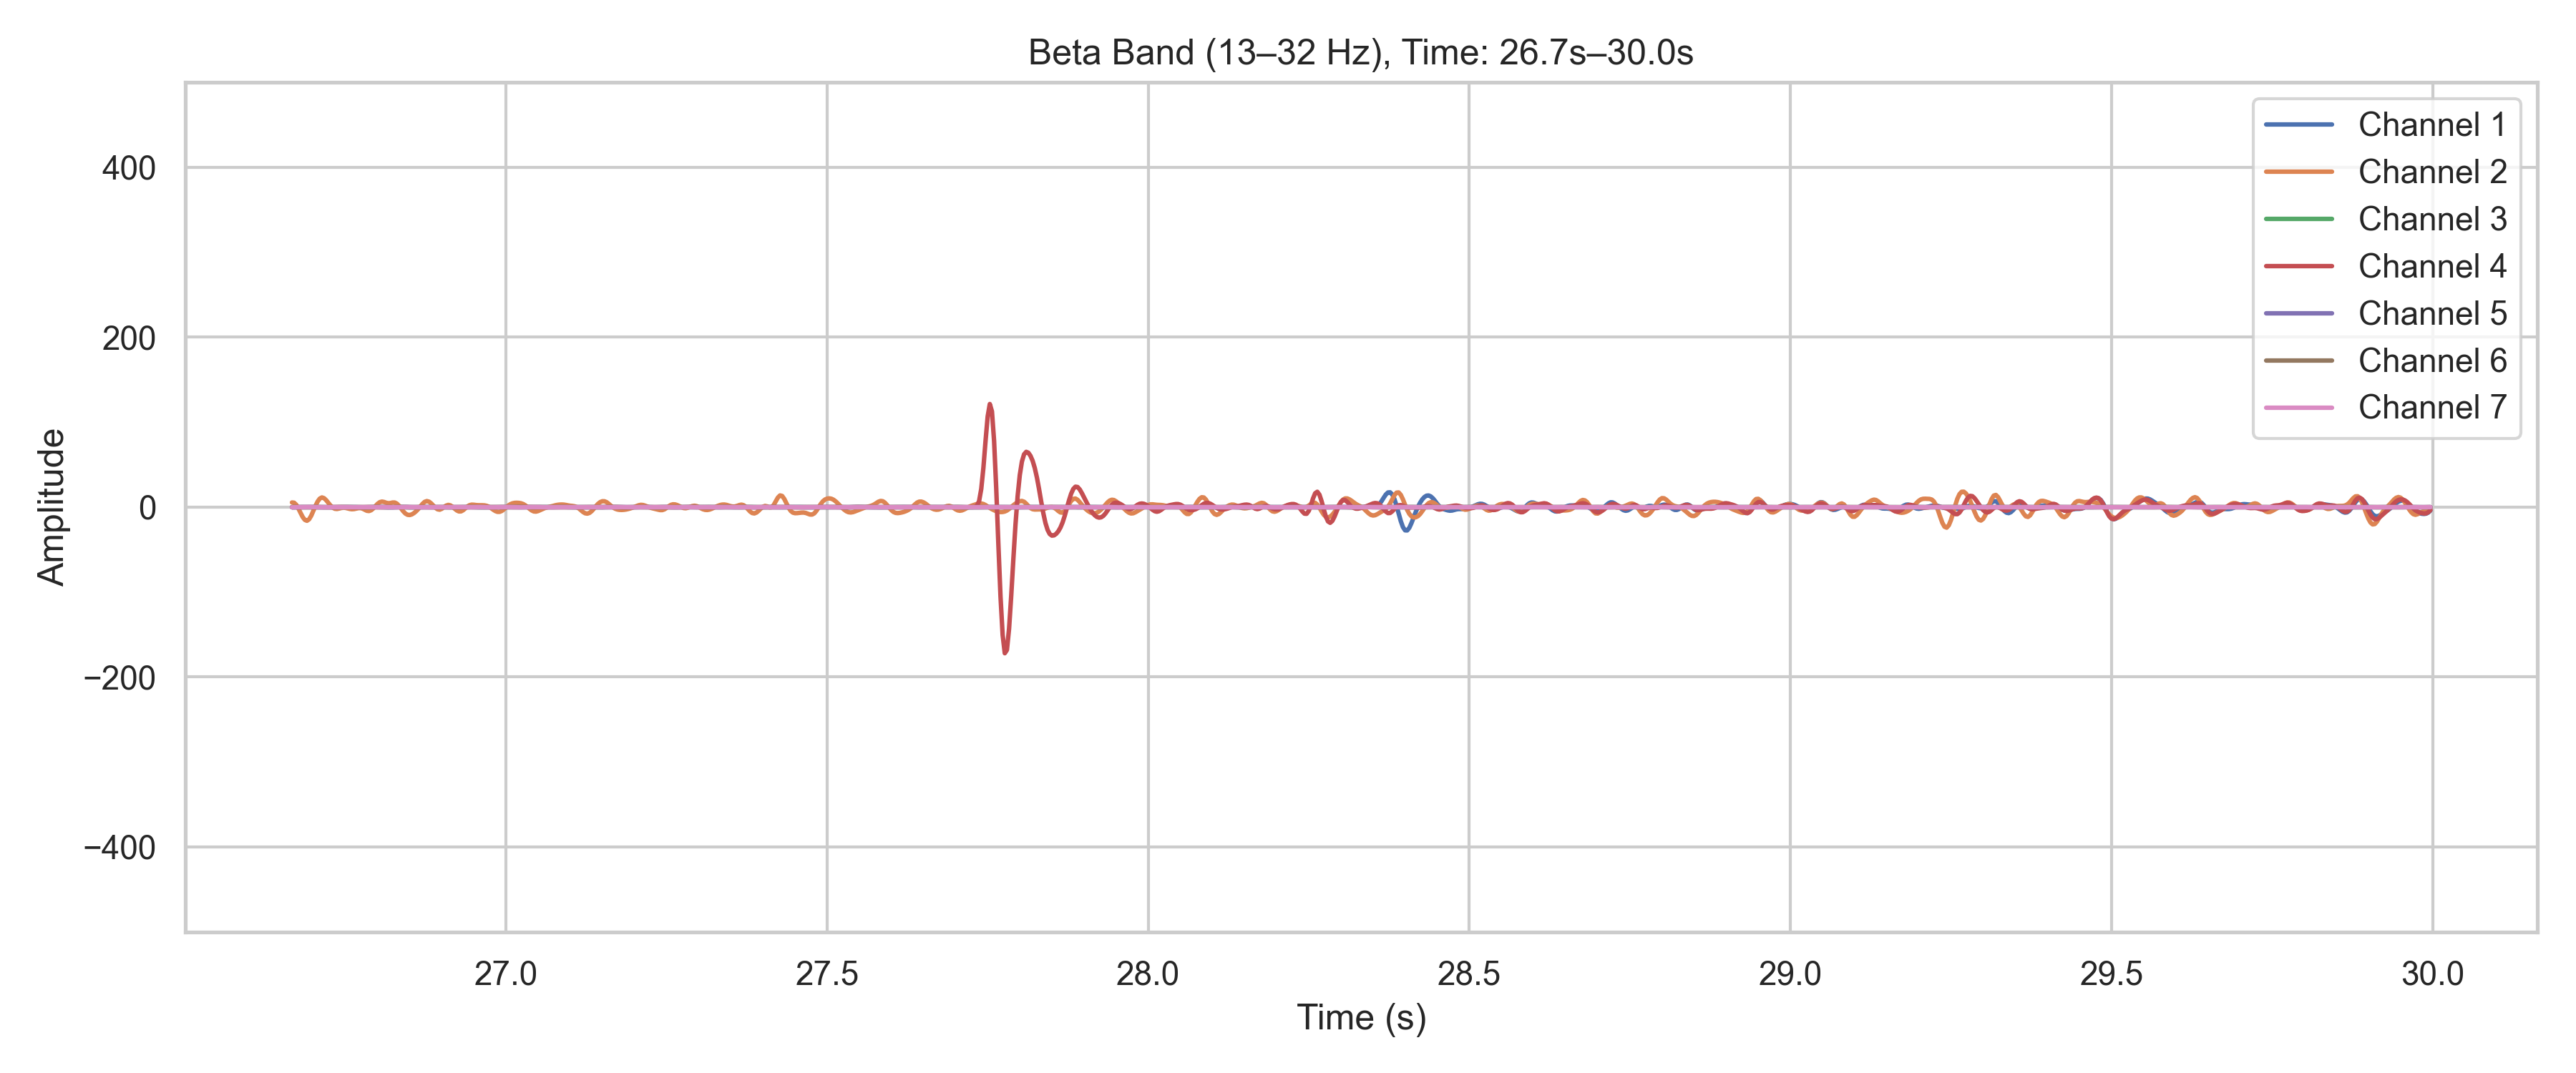 Beta Band (13–32 Hz), Time: 26.7s–30.0s
Channel 1
Channel 2
Channel 3
Channel 4
Channel 5
Channel 6
Channel 7
Amplitude
400
200
0
−200
−400
27.0 27.5 28.0 28.5 29.0 29.5 30.0
Time (s)